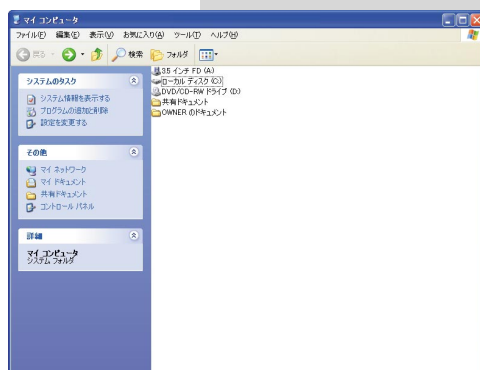 マイ コンピュータ
ファイル(F) 編集(E) 表示(V) お気に入り(A) ツール(T) ヘルプ(H)
戻る 検索 フォルダ
システムのタスク
システム情報を表示する
プログラムの追加と削除
設定を変更する
その他
マイ ネットワーク
マイ ドキュメント
共有ドキュメント
コントロール パネル
詳細
マイ コンピュータ
システム フォルダ
3.5 インチ FD (A:)
ローカル ディスク (C:)
DVD/CD-RW ドライブ (D:)
共有ドキュメント
OWNER のドキュメント